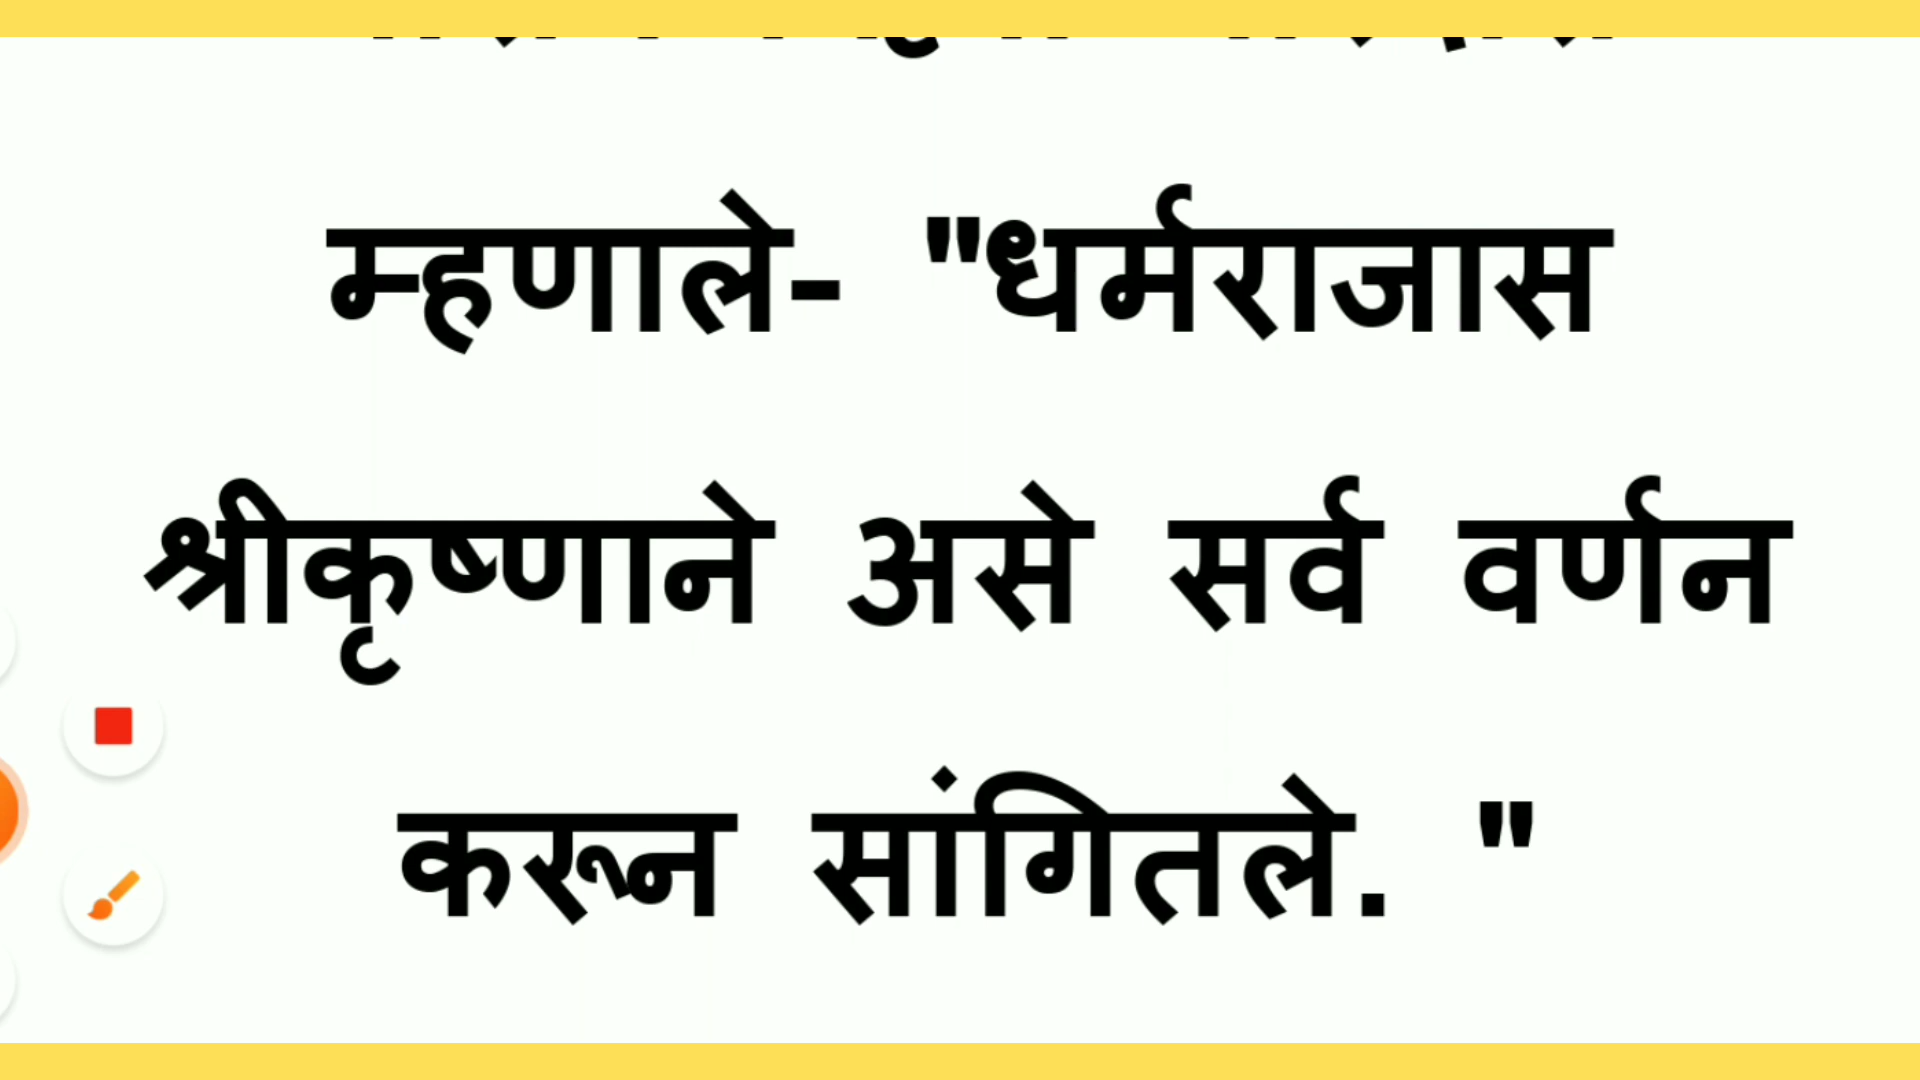 म्हणाले- "धर्मराजास
श्रीकृष्णाने असे सर्व वर्णन
करून सांगितले. "